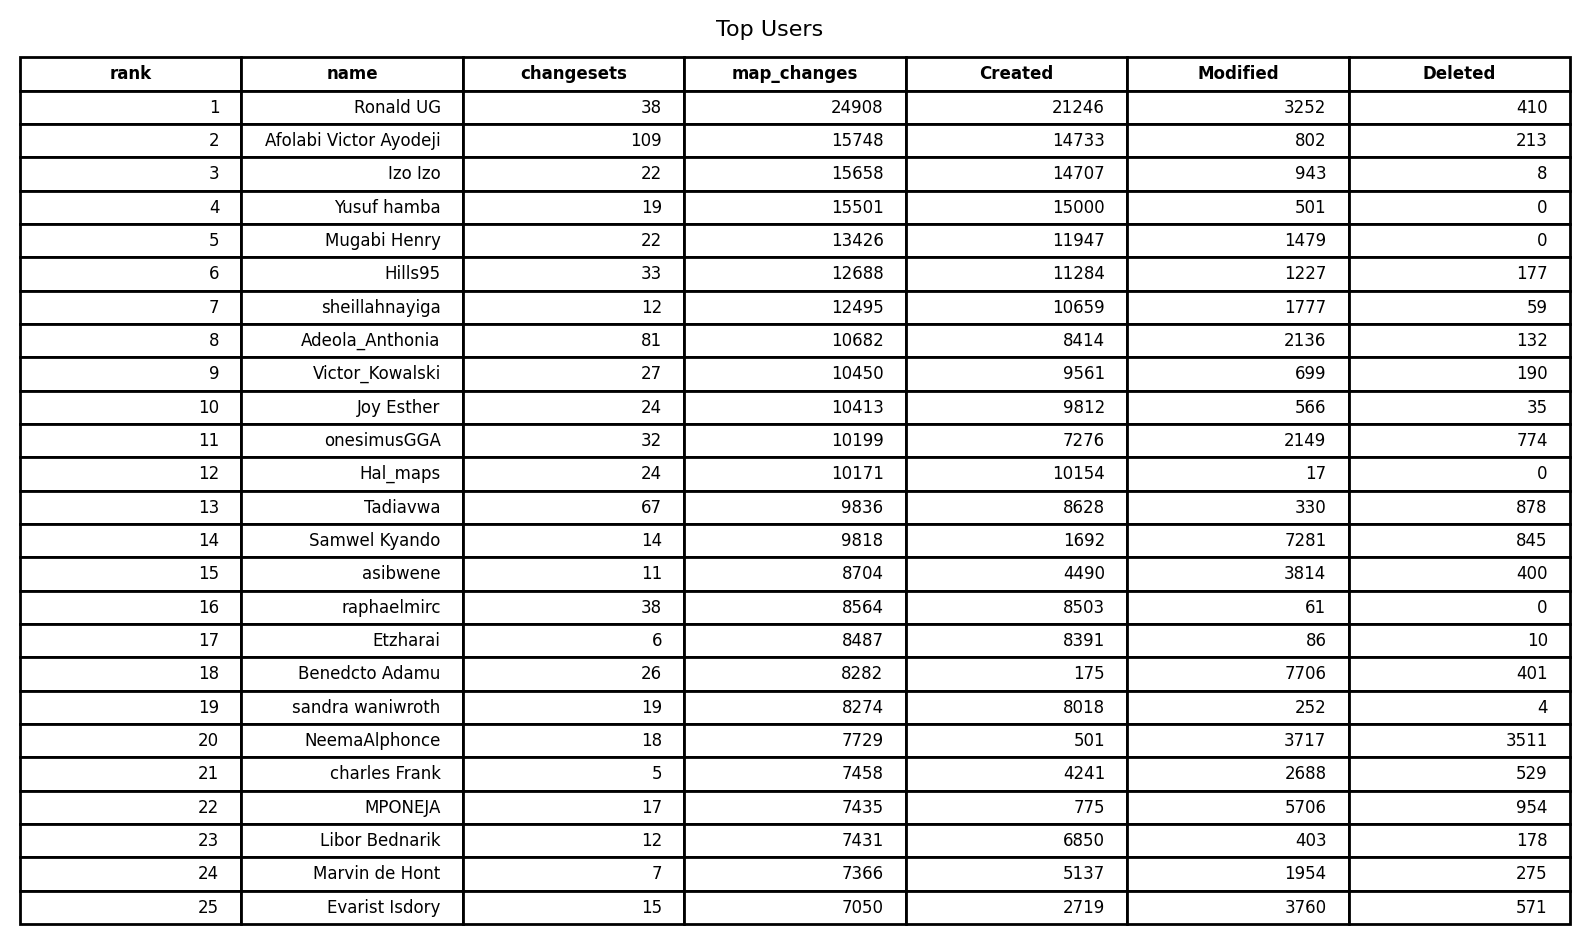 Top Users
rank name changesets map_changes Created Modified Deleted
1 Ronald UG 38 24908 21246 3252 410
2 Afolabi Victor Ayodeji 109 15748 14733 802 213
3 Izo Izo 22 15658 14707 943 8
4 Yusuf hamba 19 15501 15000 501 0
5 Mugabi Henry 22 13426 11947 1479 0
6 Hills95 33 12688 11284 1227 177
7 sheillahnayiga 12 12495 10659 1777 59
8 Adeola_Anthonia 81 10682 8414 2136 132
9 Victor_Kowalski 27 10450 9561 699 190
10 Joy Esther 24 10413 9812 566 35
11 onesimusGGA 32 10199 7276 2149 774
12 Hal_maps 24 10171 10154 17 0
13 Tadiavwa 67 9836 8628 330 878
14 Samwel Kyando 14 9818 1692 7281 845
15 asibwene 11 8704 4490 3814 400
16 raphaelmirc 38 8564 8503 61 0
17 Etzharai 6 8487 8391 86 10
18 Benedcto Adamu 26 8282 175 7706 401
19 sandra waniwroth 19 8274 8018 252 4
20 NeemaAlphonce 18 7729 501 3717 3511
21 charles Frank 5 7458 4241 2688 529
22 MPONEJA 17 7435 775 5706 954
23 Libor Bednarik 12 7431 6850 403 178
24 Marvin de Hont 7 7366 5137 1954 275
25 Evarist Isdory 15 7050 2719 3760 571